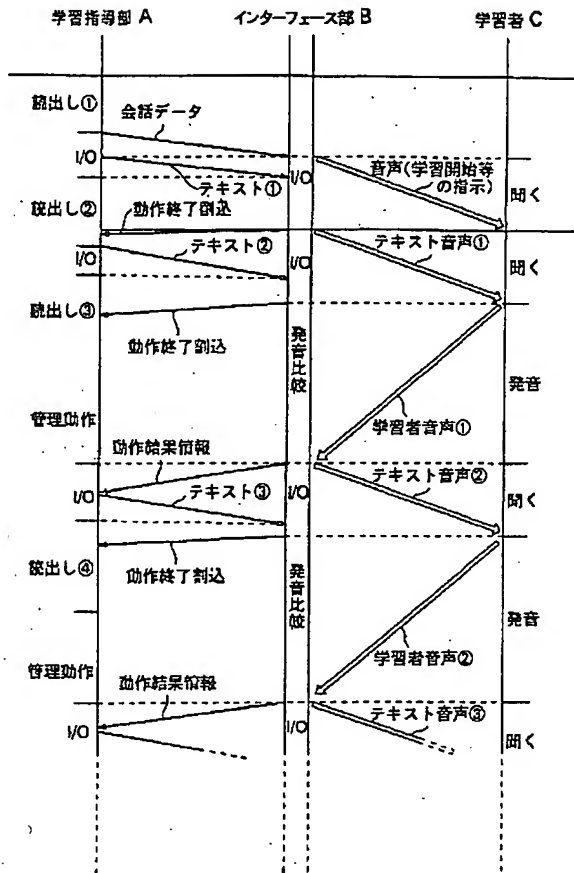 学習指導部 A
インターフェース部 B
学習者 C
読出し①
会話データ
I/O
テキスト①
I/O
音声(学習開始等
の指示)
聞く
読出し②
動作終了割込
I/O
テキスト②
I/O
テキスト音声①
聞く
読出し③
動作終了割込
発音比較
発音
学習者音声①
管理動作
動作結果情報
I/O
テキスト③
I/O
テキスト音声②
聞く
読出し④
動作終了割込
発音比較
発音
学習者音声②
管理動作
動作結果情報
I/O
I/O
テキスト音声③
聞く